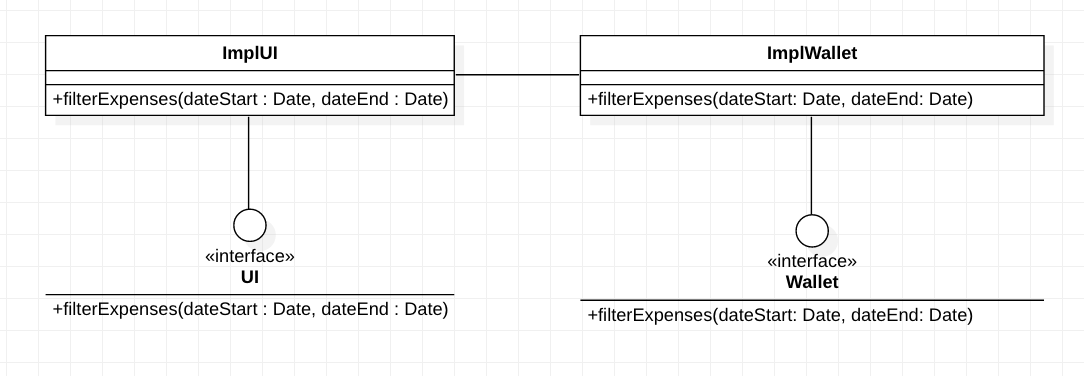 ImplUI
+filterExpenses(dateStart : Date, dateEnd : Date)
«interface»
UI
+filterExpenses(dateStart : Date, dateEnd : Date)
ImplWallet
+filterExpenses(dateStart: Date, dateEnd: Date)
«interface»
Wallet
+filterExpenses(dateStart: Date, dateEnd: Date)